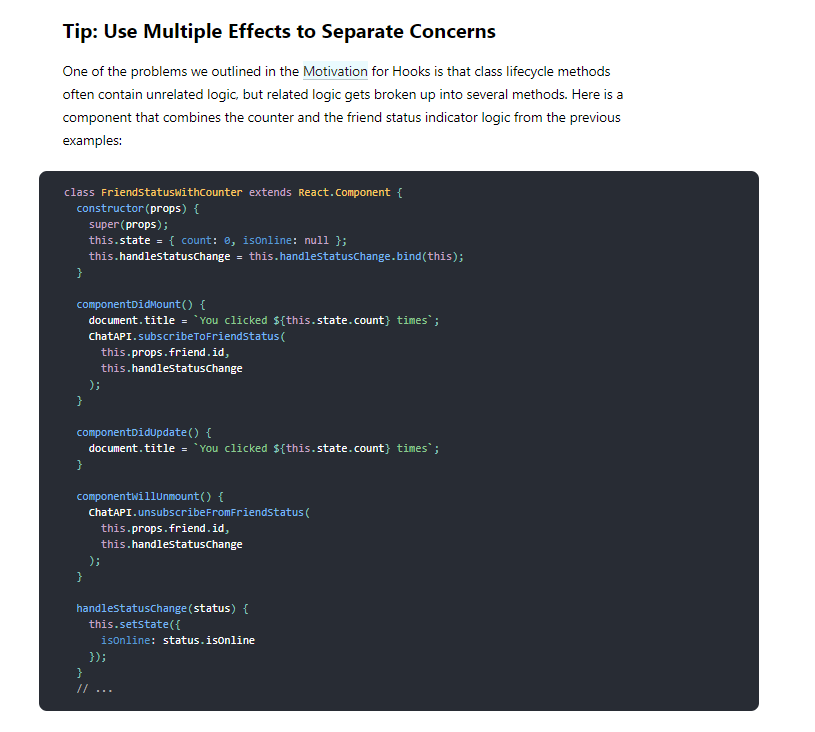 Tip: Use Multiple Effects to Separate Concerns
One of the problems we outlined in the Motivation for Hooks is that class lifecycle methods
often contain unrelated logic, but related logic gets broken up into several methods. Here is a
component that combines the counter and the friend status indicator logic from the previous
examples:
class FriendStatusWithCounter extends React.Component {
  constructor(props) {
    super(props);
    this.state = { count: 0, isOnline: null };
    this.handleStatusChange = this.handleStatusChange.bind(this);
  }

  componentDidMount() {
    document.title = `You clicked ${this.state.count} times`;
    ChatAPI.subscribeToFriendStatus(
      this.props.friend.id,
      this.handleStatusChange
    );
  }

  componentDidUpdate() {
    document.title = `You clicked ${this.state.count} times`;
  }

  componentWillUnmount() {
    ChatAPI.unsubscribeFromFriendStatus(
      this.props.friend.id,
      this.handleStatusChange
    );
  }

  handleStatusChange(status) {
    this.setState({
      isOnline: status.isOnline
    });
  }
  // ...